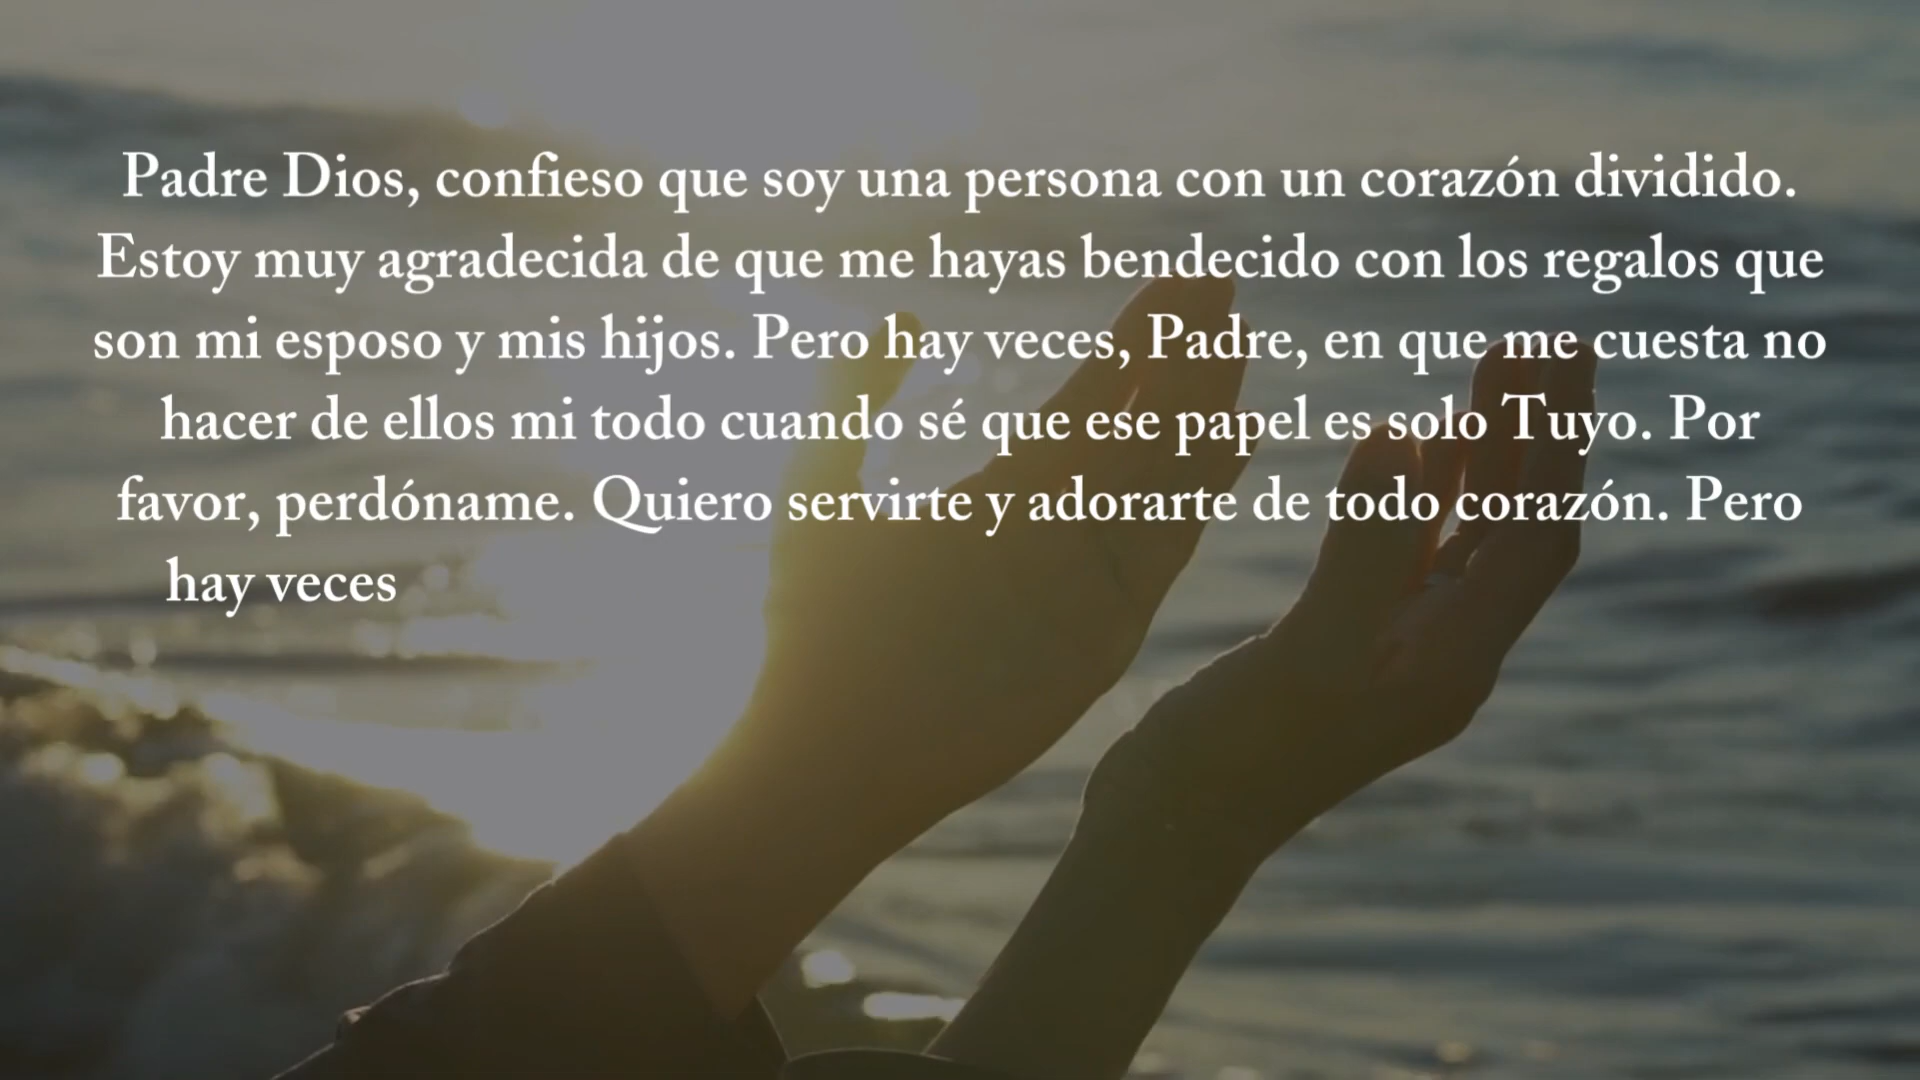 Padre Dios, confieso que soy una persona con un corazón dividido.
Estoy muy agradecida de que me hayas bendecido con los regalos que
son mi esposo y mis hijos. Pero hay veces, Padre, en que me cuesta no
hacer de ellos mi todo cuando sé que ese papel es solo Tuyo. Por
favor, perdóname. Quiero servirte y adorarte de todo corazón. Pero
hay veces